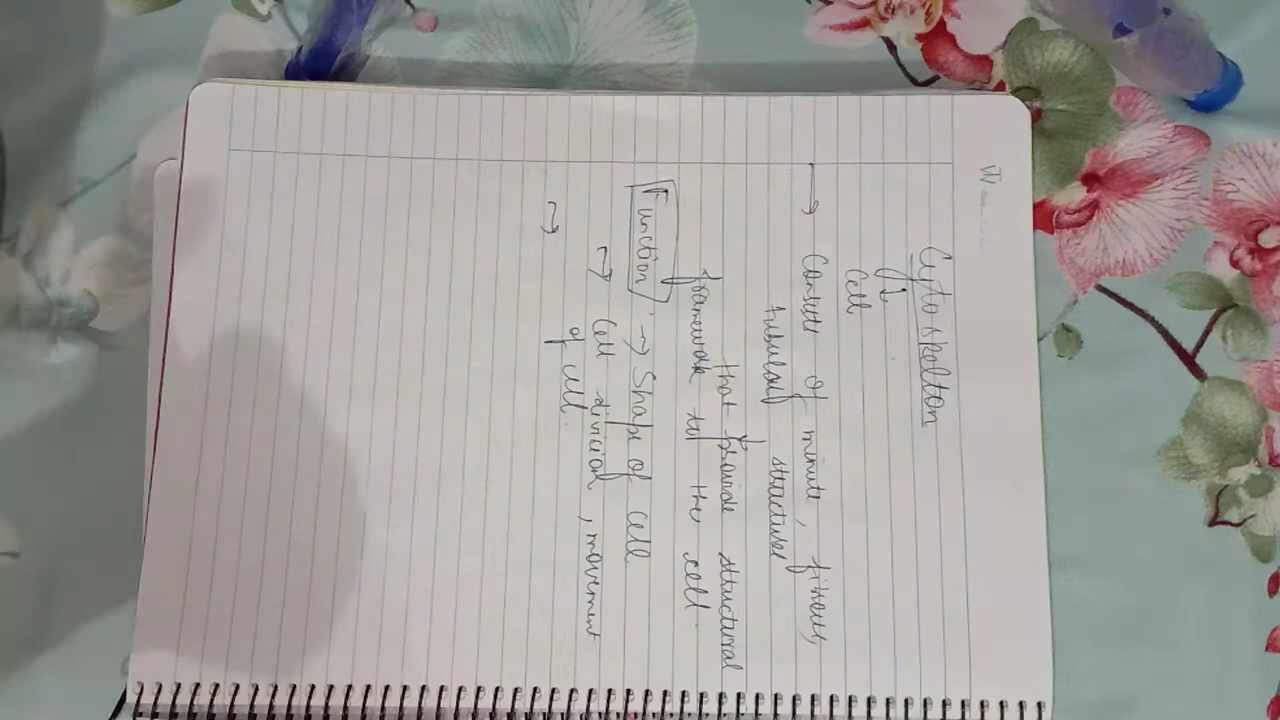 Cyto skelton
Cell
→ Consists of minute, fibrous,
tubular structures
that provide structural
framework to the cell.
Function :→ Shape of cell
→ Cell division, movement
of cell.
→